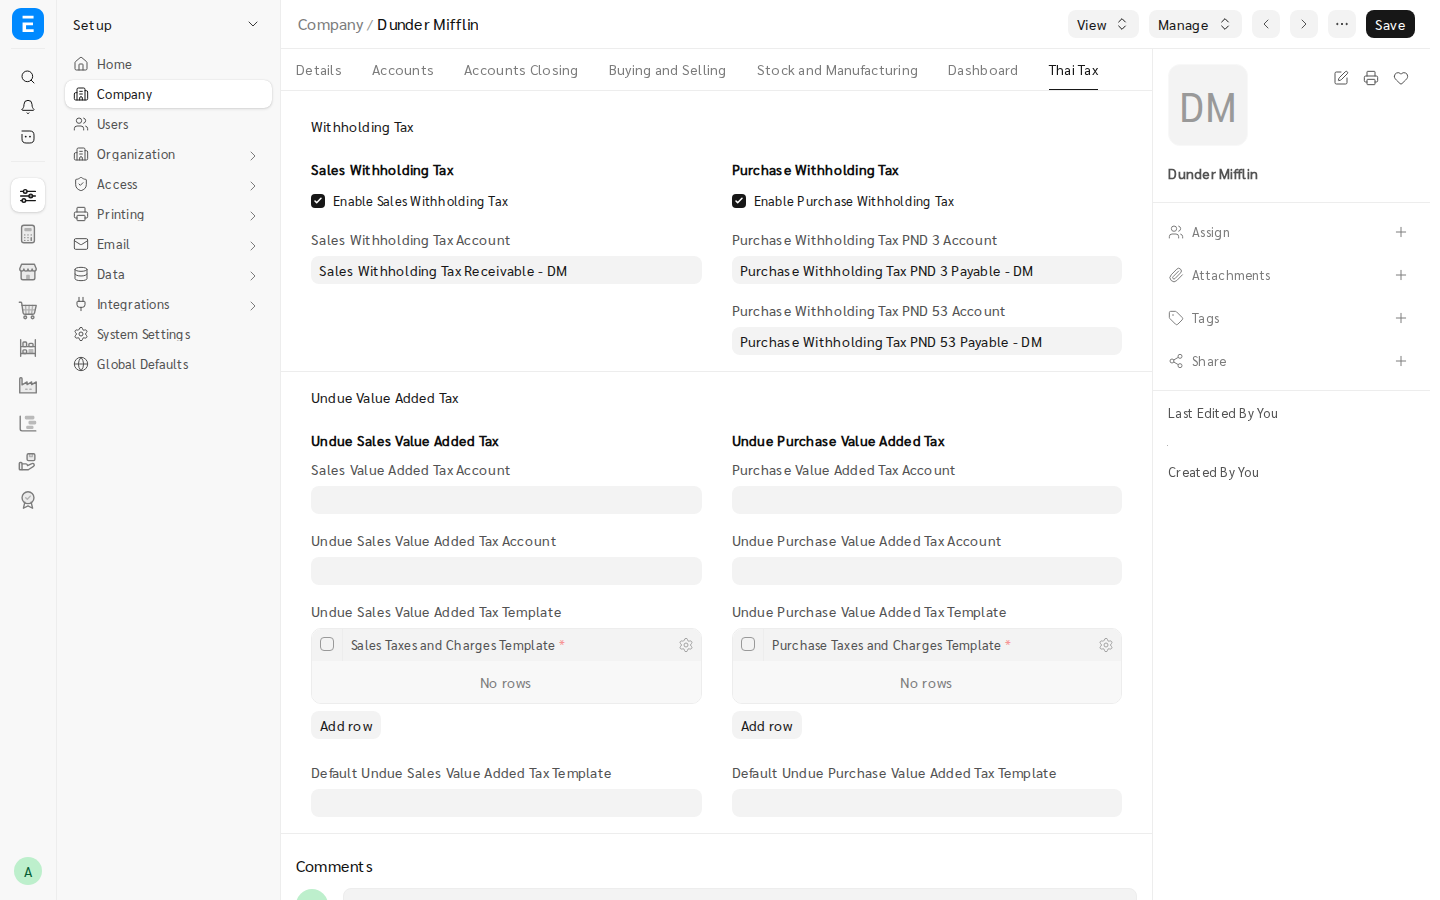 Setup
Home
Company
Users
Organization
Access
Printing
Email
Data
Integrations
System Settings
Global Defaults
A
Company / Dunder Mifflin
View
Manage
Save
Details
Accounts
Accounts Closing
Buying and Selling
Stock and Manufacturing
Dashboard
Thai Tax
Withholding Tax
Sales Withholding Tax
Enable Sales Withholding Tax
Sales Withholding Tax Account
Sales Withholding Tax Receivable - DM
Purchase Withholding Tax
Enable Purchase Withholding Tax
Purchase Withholding Tax PND 3 Account
Purchase Withholding Tax PND 3 Payable - DM
Purchase Withholding Tax PND 53 Account
Purchase Withholding Tax PND 53 Payable - DM
Undue Value Added Tax
Undue Sales Value Added Tax
Sales Value Added Tax Account
Undue Sales Value Added Tax Account
Undue Sales Value Added Tax Template
Sales Taxes and Charges Template *
No rows
Add row
Default Undue Sales Value Added Tax Template
Undue Purchase Value Added Tax
Purchase Value Added Tax Account
Undue Purchase Value Added Tax Account
Undue Purchase Value Added Tax Template
Purchase Taxes and Charges Template *
No rows
Add row
Default Undue Purchase Value Added Tax Template
Comments
DM
Dunder Mifflin
Assign
Attachments
Tags
Share
Last Edited By You
·
Created By You